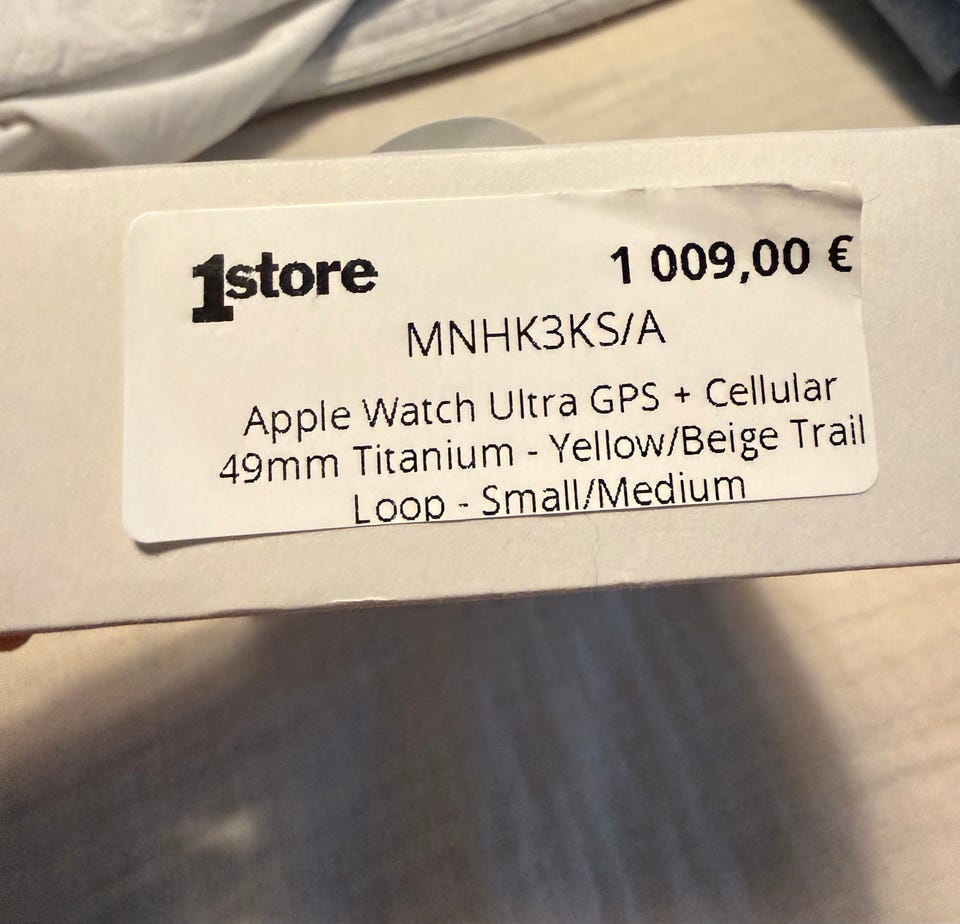 1store
1 009,00 €
MNHK3KS/A
Apple Watch Ultra GPS + Cellular
49mm Titanium - Yellow/Beige Trail
Loop - Small/Medium